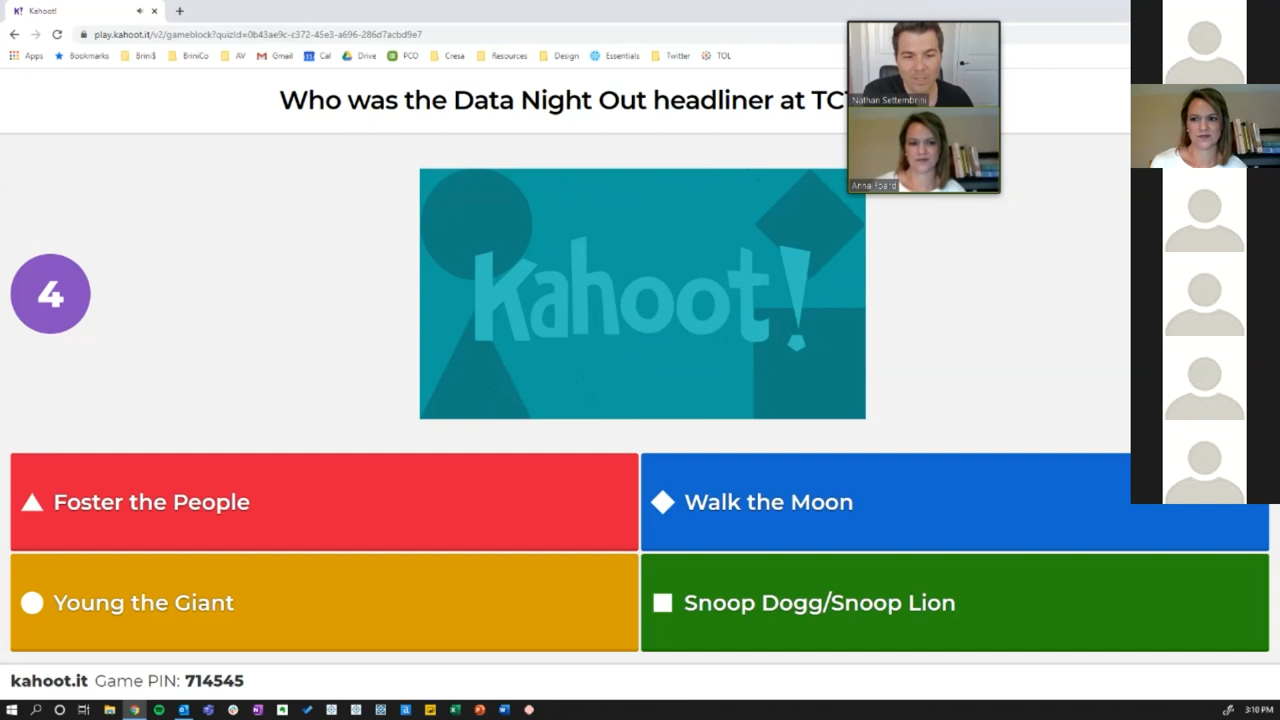 Kahoot!
play.kahoot.it/v2/gameblock?quizId=0b43ae9c-c372-45e3-a696-286d7acbd9e7
Apps Bookmarks Brini$ BriniCo AV Gmail Cal Drive PCO Cresa Resources Design Essentials Twitter TOL
Who was the Data Night Out headliner at
Nathan Settembrini
Anna Foard
Kahoot!
4
Foster the People
Walk the Moon
Young the Giant
Snoop Dogg/Snoop Lion
kahoot.it Game PIN: 714545
3:10 PM